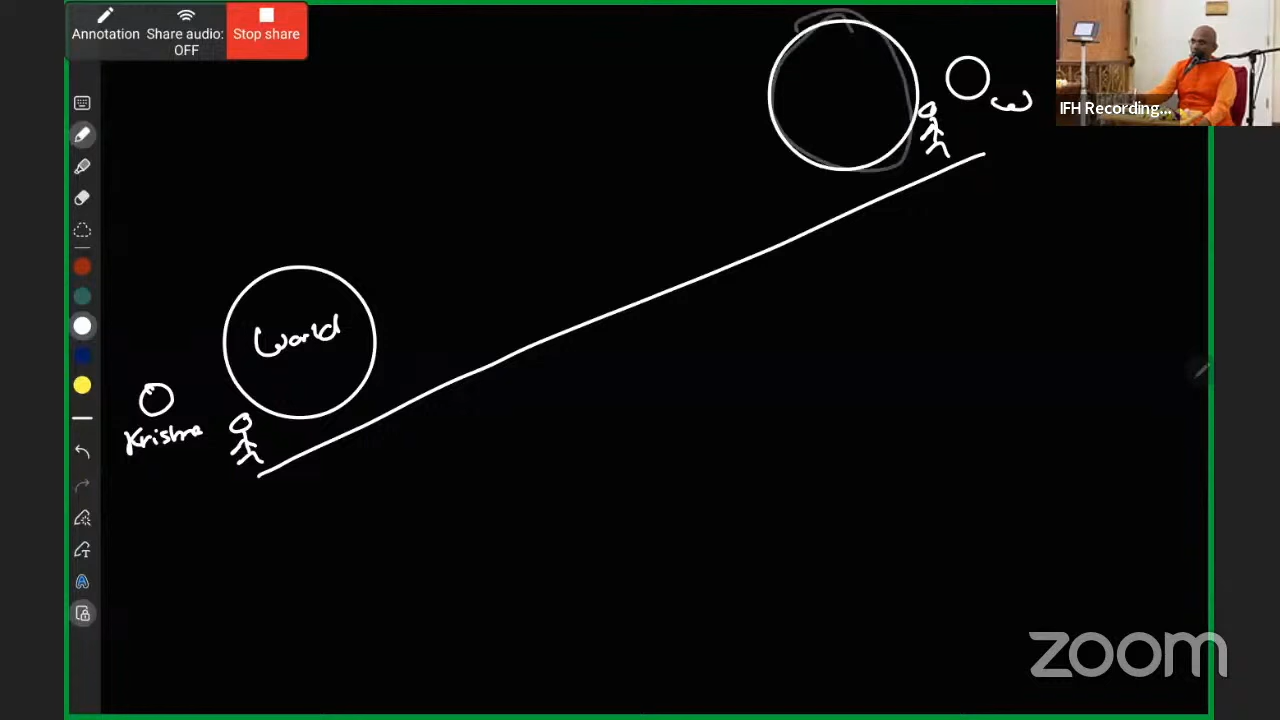 Annotation
Share audio:
OFF
Stop share
ω
IFH Recording...
World
Krishna
T
A
zoom